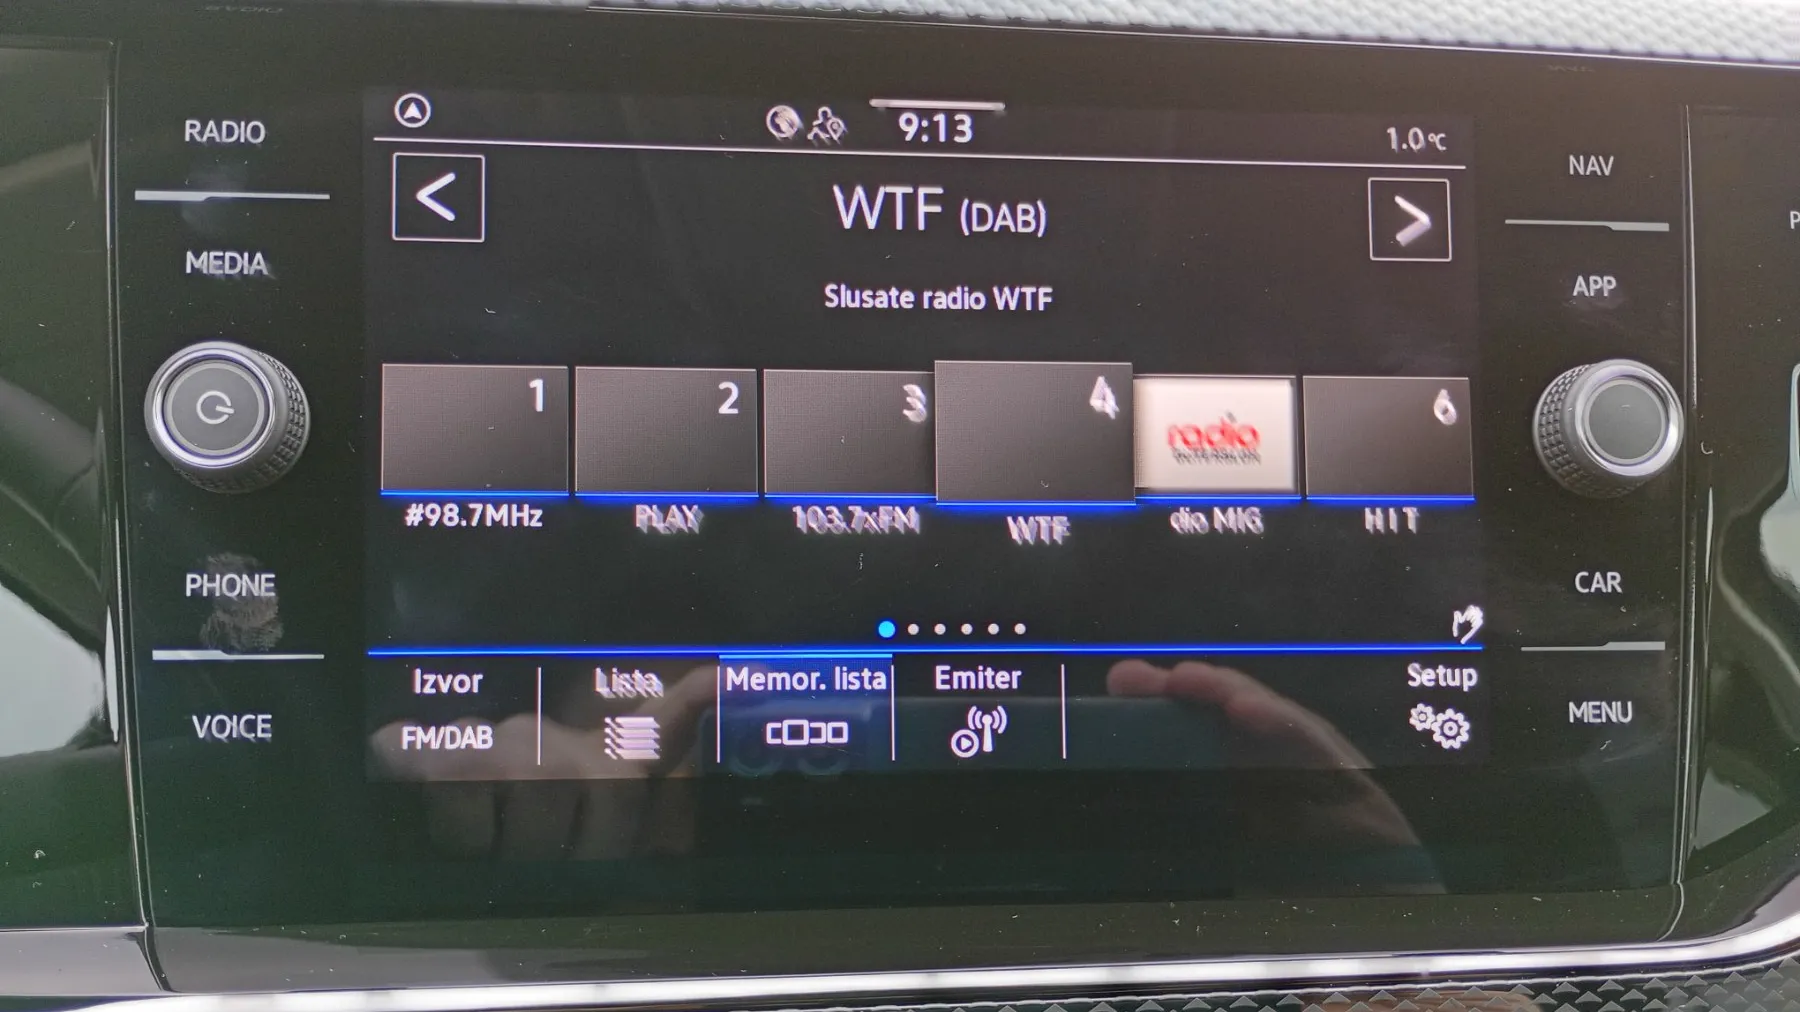 RADIO
MEDIA
PHONE
VOICE
9:13
1.0°C
WTF (DAB)
Slusate radio WTF
1
2
3
4
radio
6
#98.7MHz
PLAY
103.7xFM
WTF
dio MIG
HIT
Izvor
FM/DAB
Lista
Memor. lista
Emiter
Setup
NAV
APP
CAR
MENU
P